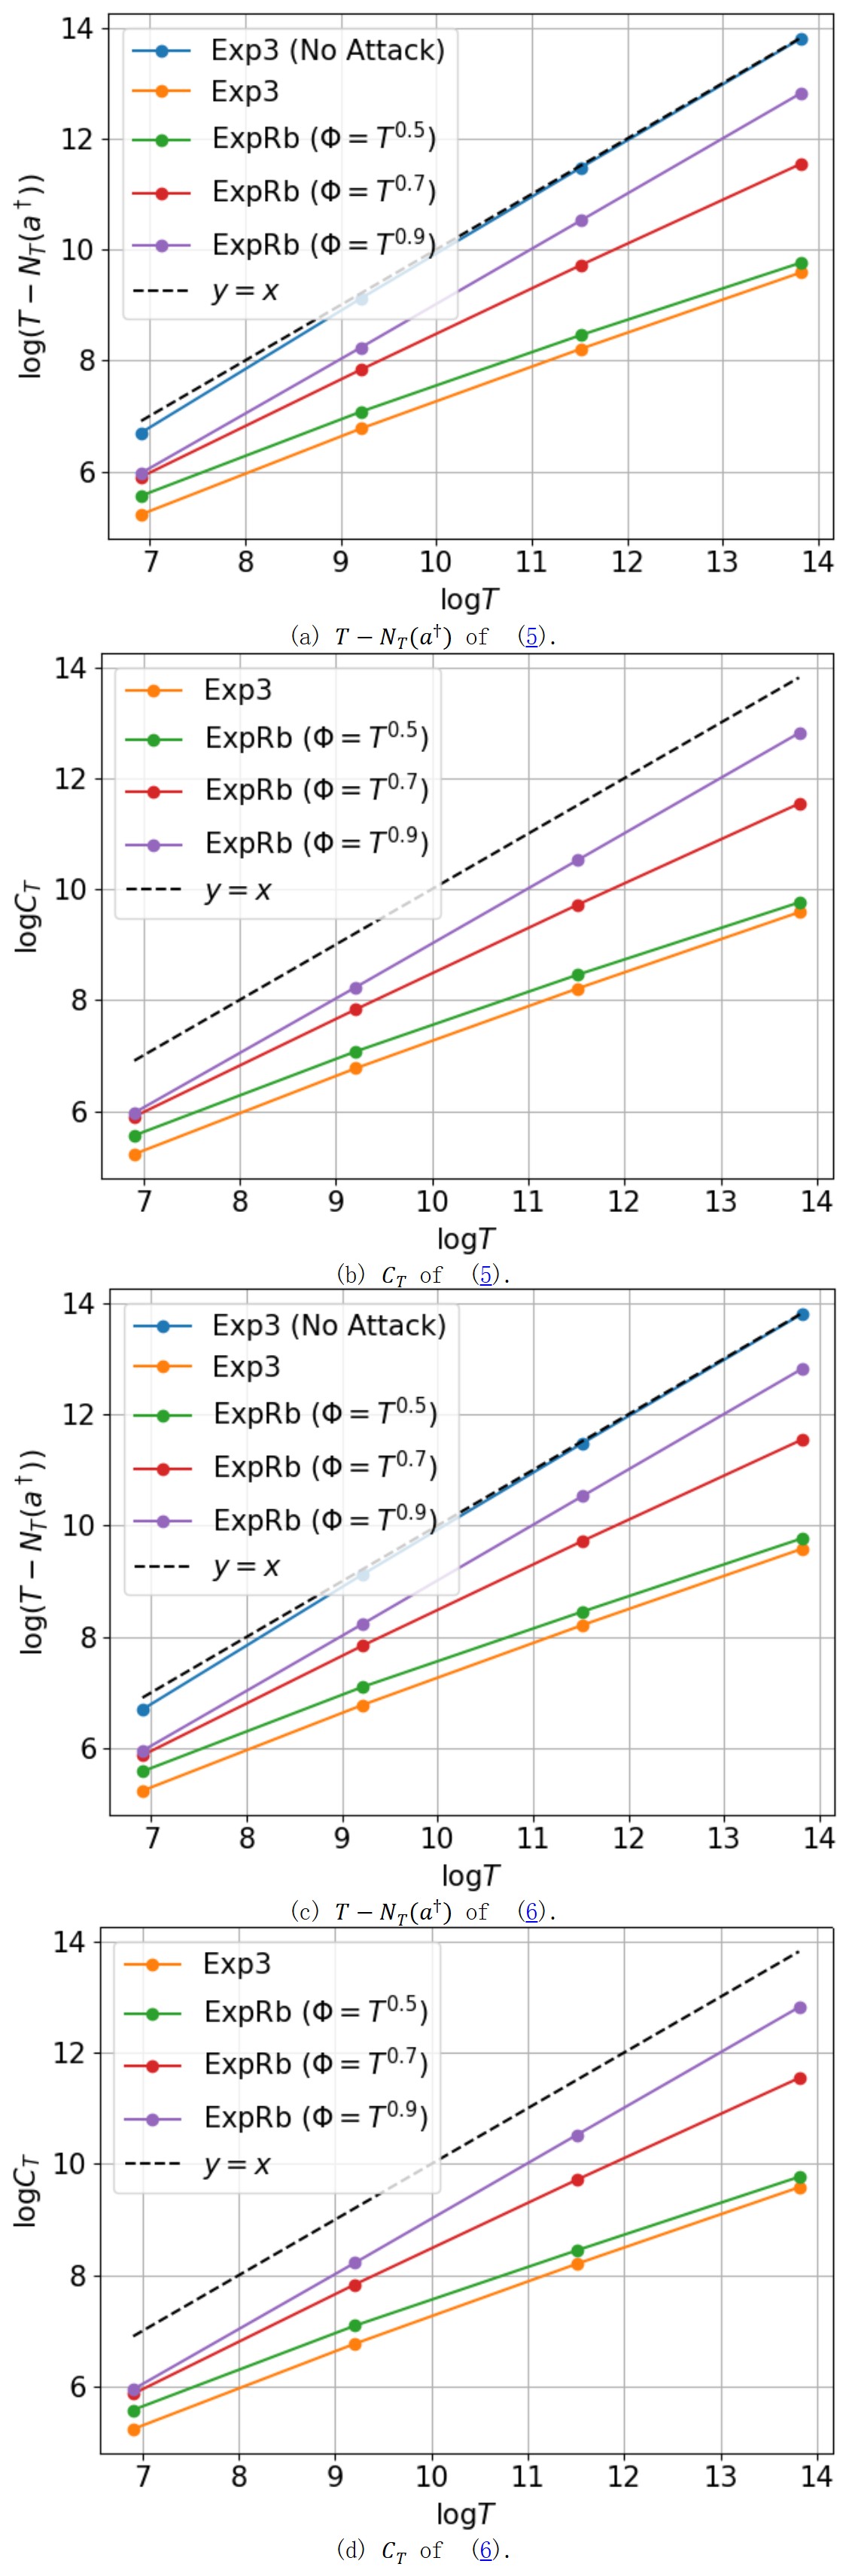 14
12
10
8
6
log(T − N_T(a†))
Exp3 (No Attack)
Exp3
ExpRb (Φ = T^0.5)
ExpRb (Φ = T^0.7)
ExpRb (Φ = T^0.9)
y = x
7 8 9 10 11 12 13 14
logT
(a) T − N_T(a†) of (5).
14
12
10
8
6
logC_T
Exp3
ExpRb (Φ = T^0.5)
ExpRb (Φ = T^0.7)
ExpRb (Φ = T^0.9)
y = x
7 8 9 10 11 12 13 14
logT
(b) C_T of (5).
14
12
10
8
6
log(T − N_T(a†))
Exp3 (No Attack)
Exp3
ExpRb (Φ = T^0.5)
ExpRb (Φ = T^0.7)
ExpRb (Φ = T^0.9)
y = x
7 8 9 10 11 12 13 14
logT
(c) T − N_T(a†) of (6).
14
12
10
8
6
logC_T
Exp3
ExpRb (Φ = T^0.5)
ExpRb (Φ = T^0.7)
ExpRb (Φ = T^0.9)
y = x
7 8 9 10 11 12 13 14
logT
(d) C_T of (6).